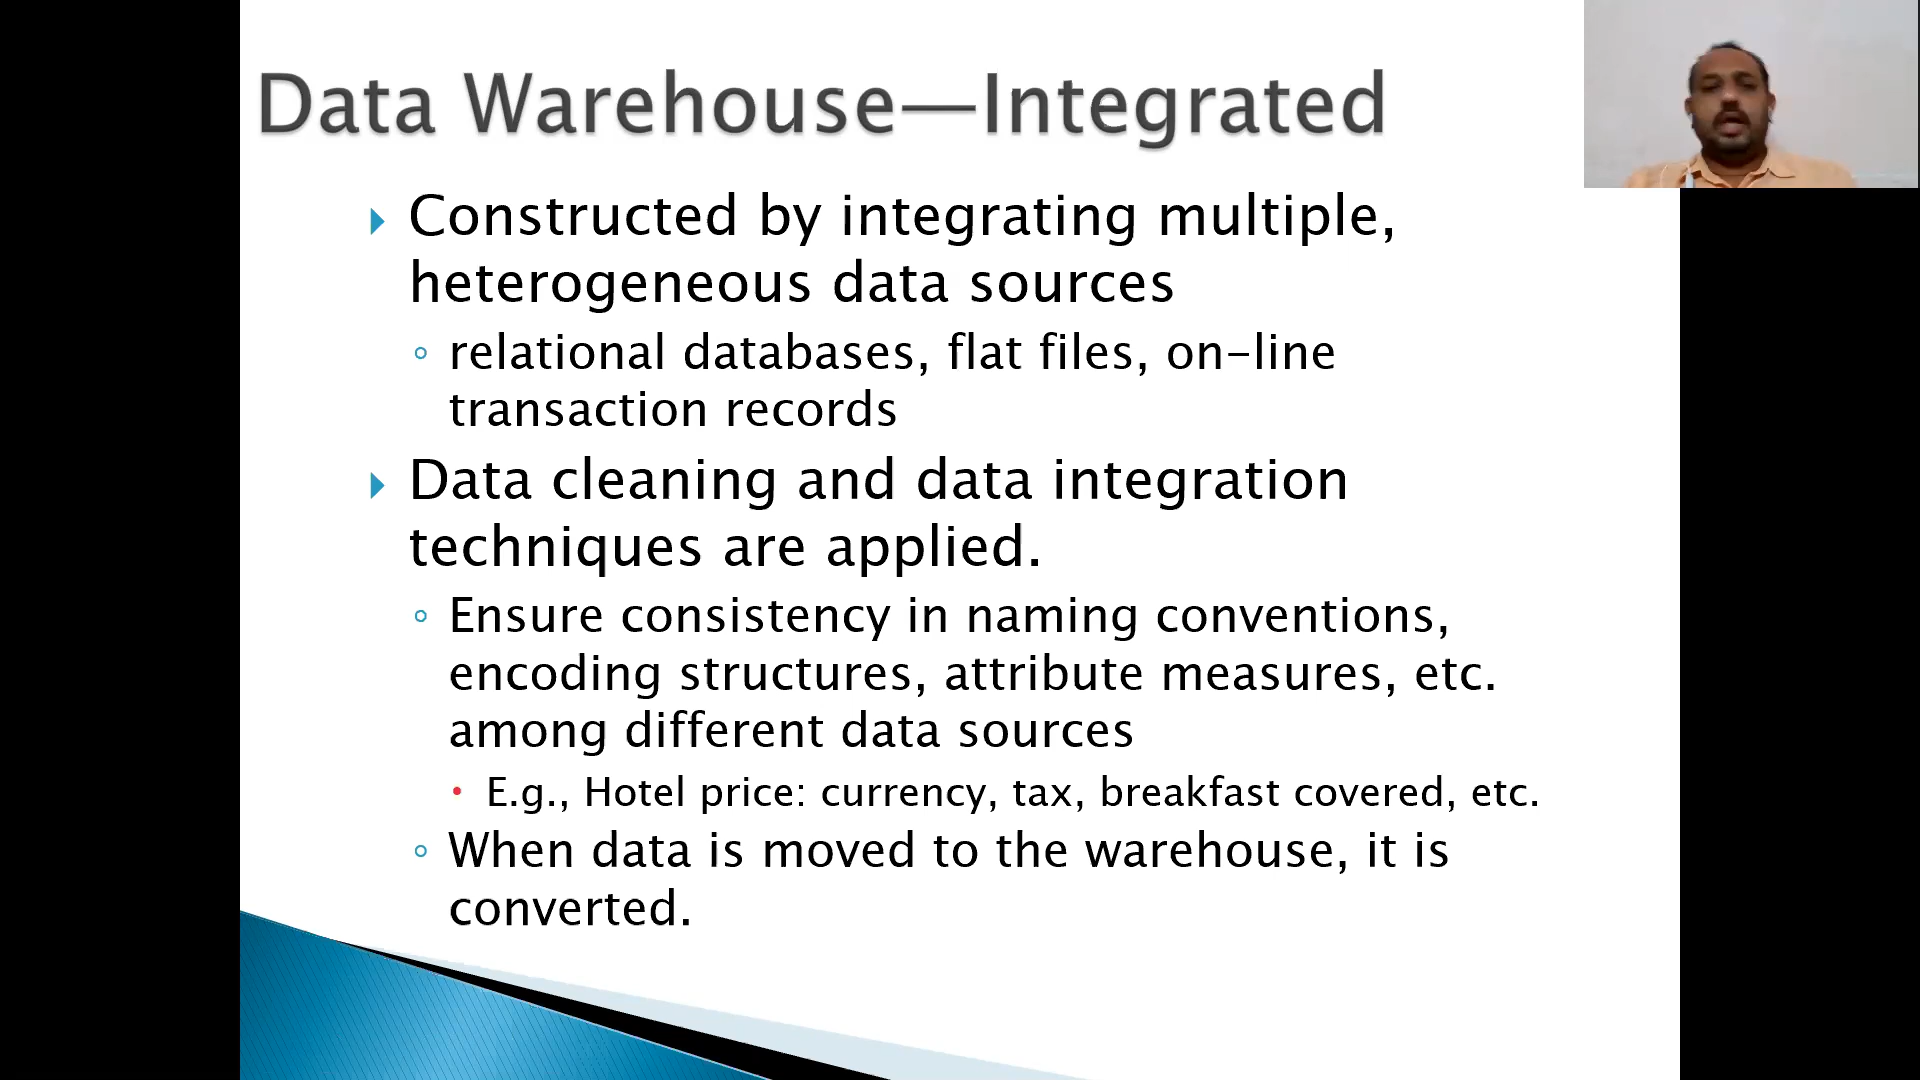 Data Warehouse—Integrated
Constructed by integrating multiple,
heterogeneous data sources
relational databases, flat files, on-line
transaction records
Data cleaning and data integration
techniques are applied.
Ensure consistency in naming conventions,
encoding structures, attribute measures, etc.
among different data sources
E.g., Hotel price: currency, tax, breakfast covered, etc.
When data is moved to the warehouse, it is
converted.